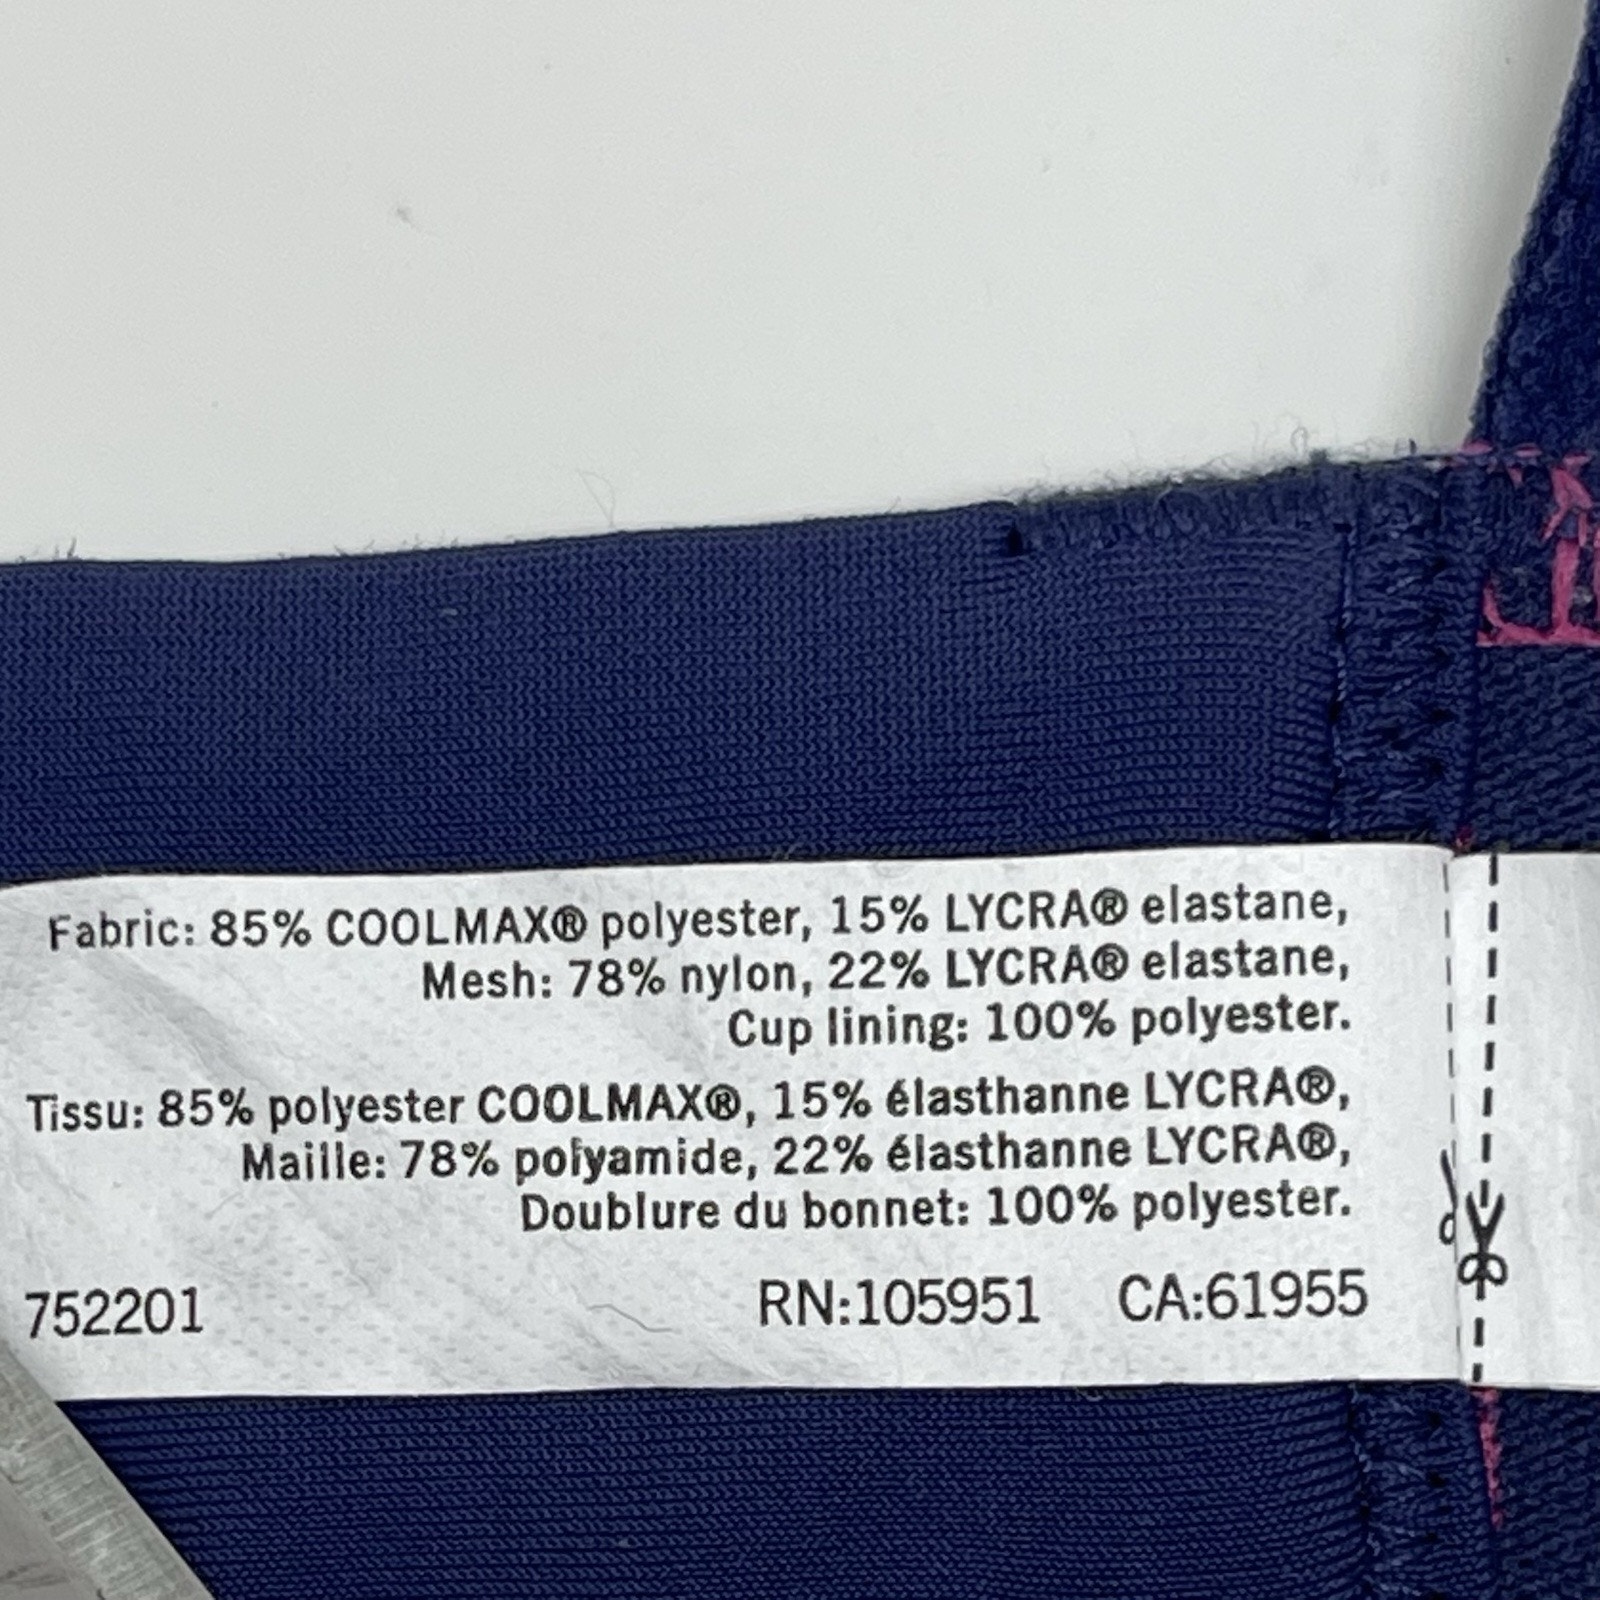 Fabric: 85% COOLMAX® polyester, 15% LYCRA® elastane,
Mesh: 78% nylon, 22% LYCRA® elastane,
Cup lining: 100% polyester.
Tissu: 85% polyester COOLMAX®, 15% élasthanne LYCRA®,
Maille: 78% polyamide, 22% élasthanne LYCRA®,
Doublure du bonnet: 100% polyester.
752201 RN:105951 CA:61955